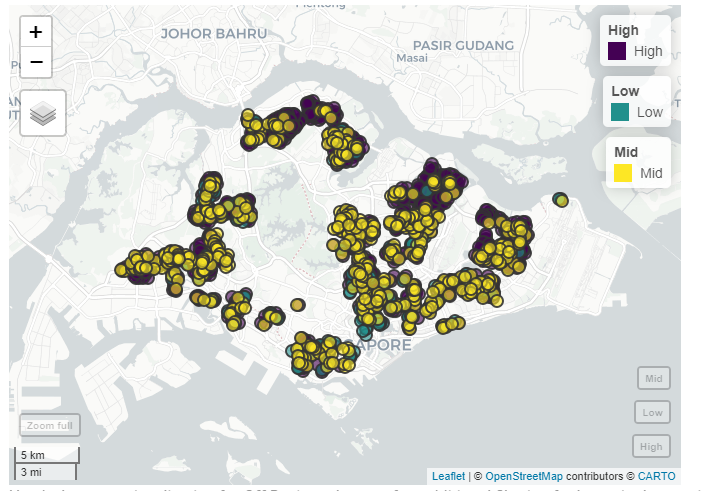 +
−
JOHOR BAHRU
PASIR GUDANG
Masai
High
High
Low
Low
Mid
Mid
APORE
Mid
Low
High
Zoom full
5 km
3 mi
Leaflet | © OpenStreetMap contributors © CARTO